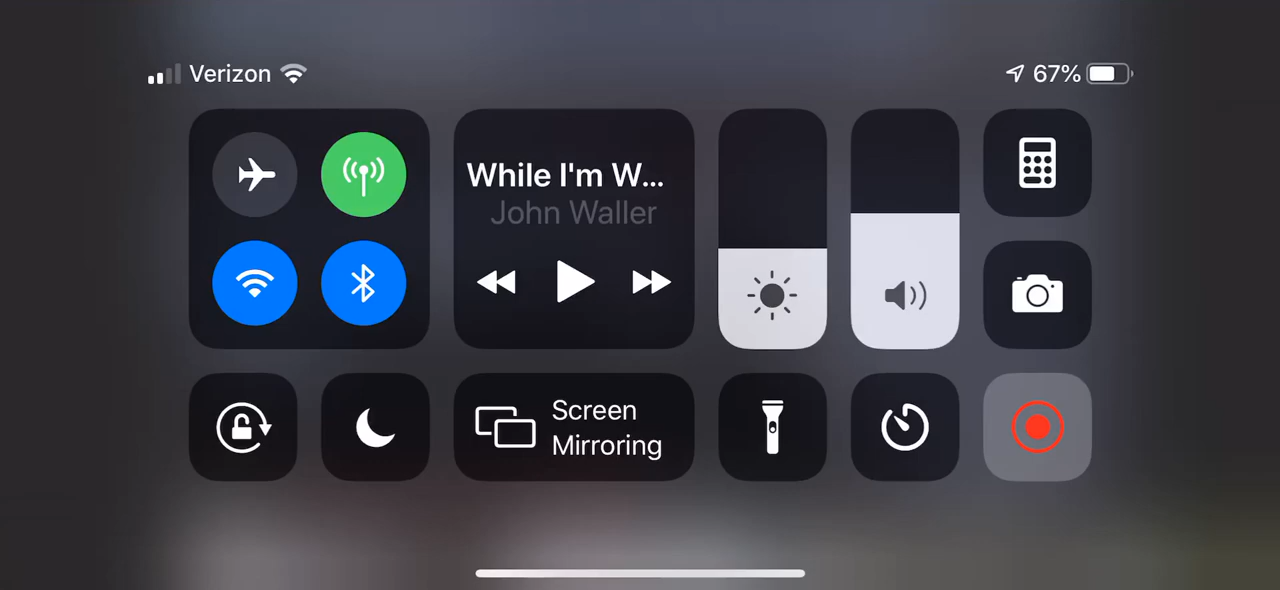 Verizon
67%
While I'm W...
John Waller
Screen
Mirroring